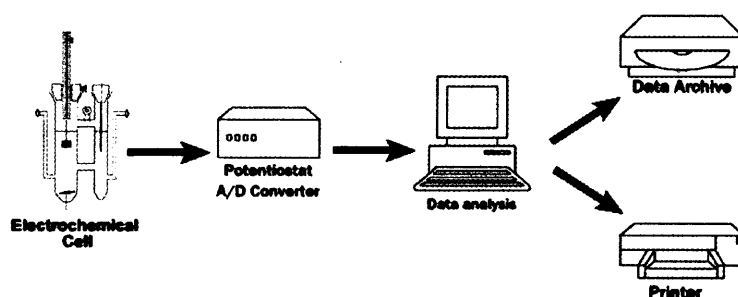 Electrochemical
Cell
Potentiostat
A/D Converter
Data analysis
Data Archive
Printer